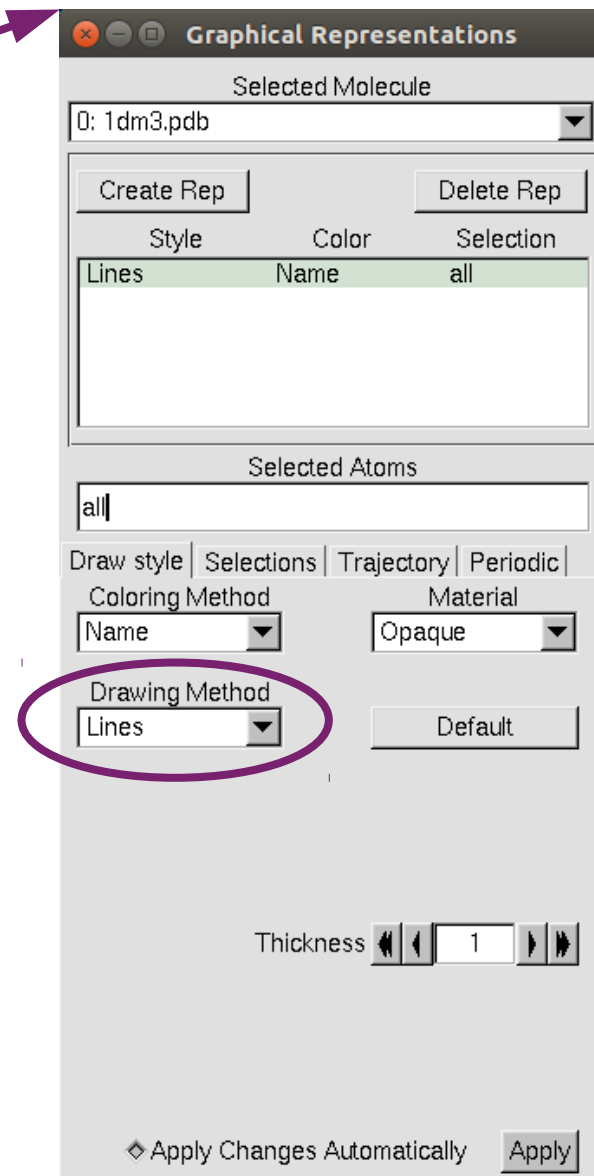 Graphical Representations
Selected Molecule
0: 1dm3.pdb
Create Rep Delete Rep
Style Color Selection
Lines Name all
Selected Atoms
all
Draw style Selections Trajectory Periodic
Coloring Method Material
Name Opaque
Drawing Method
Lines Default
Thickness 1
Apply Changes Automatically Apply